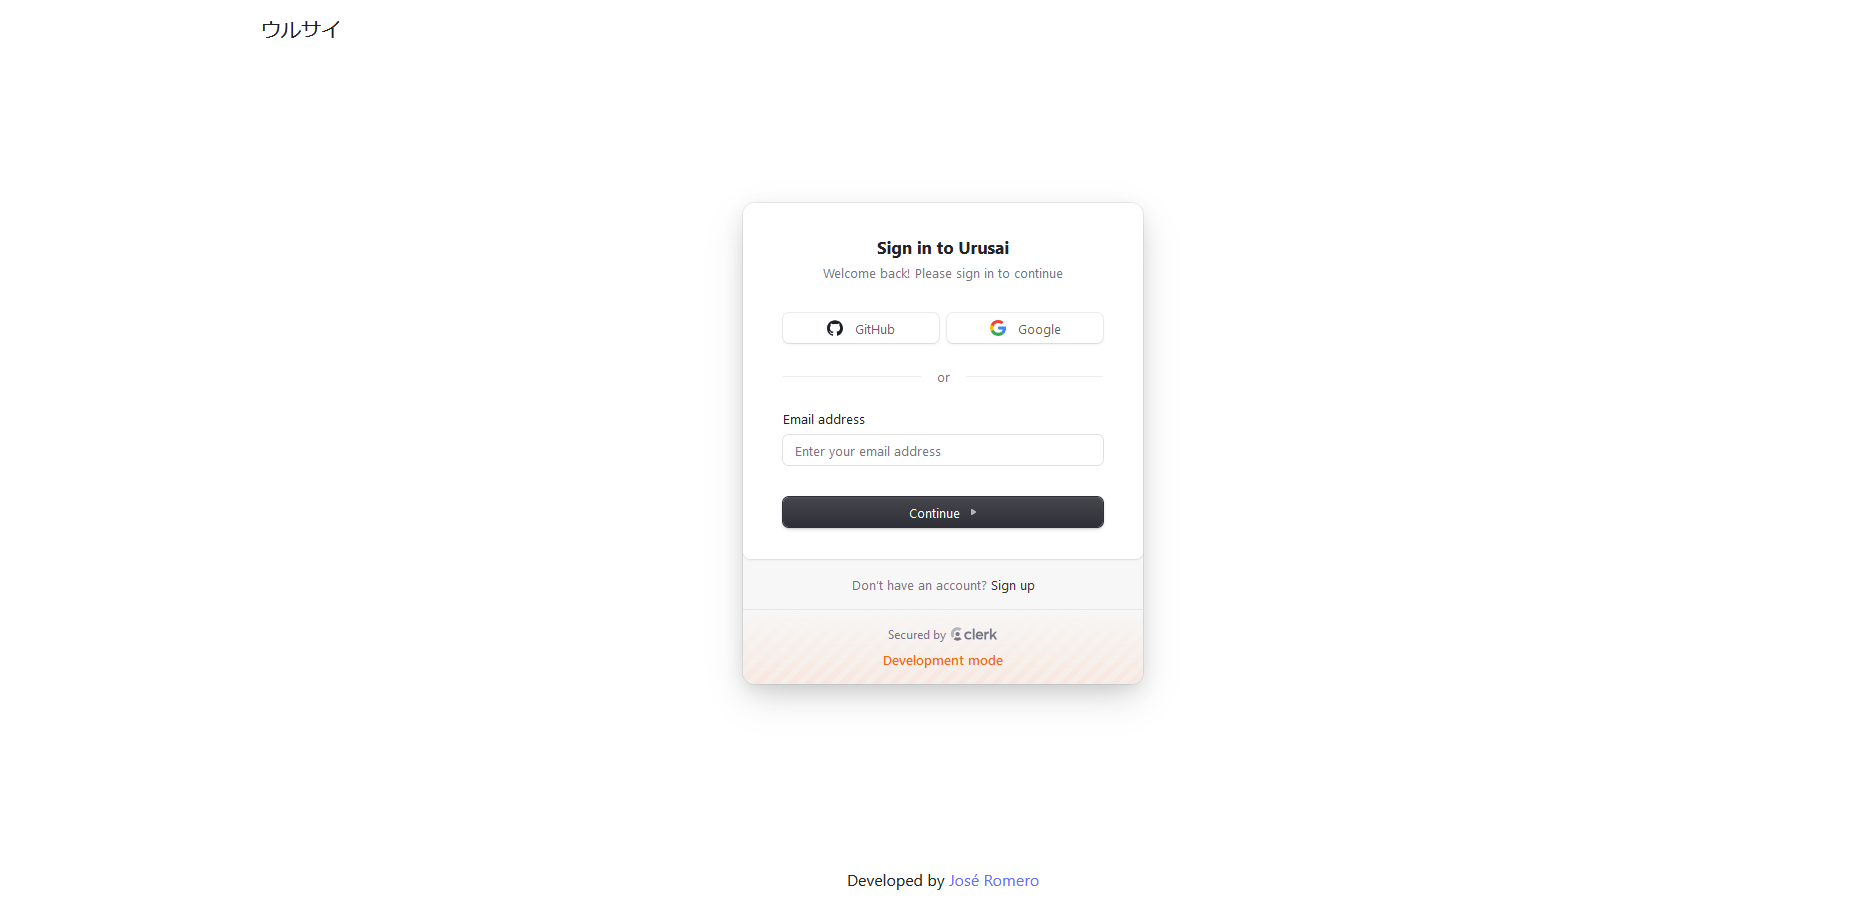 ウルサイ
Sign in to Urusai
Welcome back! Please sign in to continue
GitHub
Google
or
Email address
Enter your email address
Continue
Don't have an account? Sign up
Secured by clerk
Development mode
Developed by José Romero